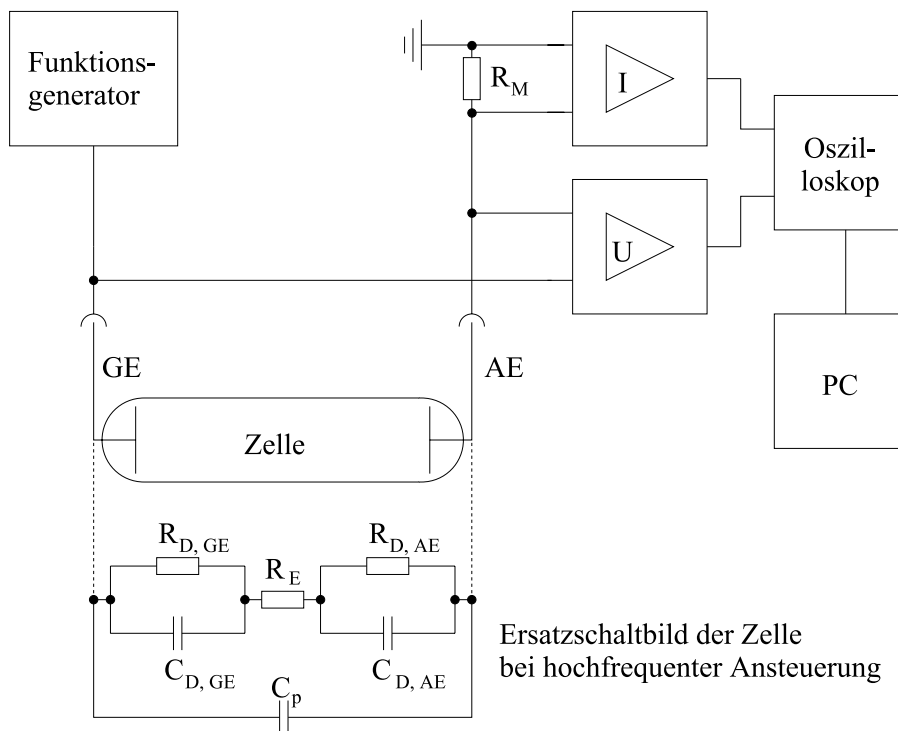 Funktions-
generator
R_M
I
Oszil-
loskop
U
GE
AE
PC
Zelle
R_D, GE
R_D, AE
R_E
C_D, GE
C_D, AE
C_p
Ersatzschaltbild der Zelle
bei hochfrequenter Ansteuerung